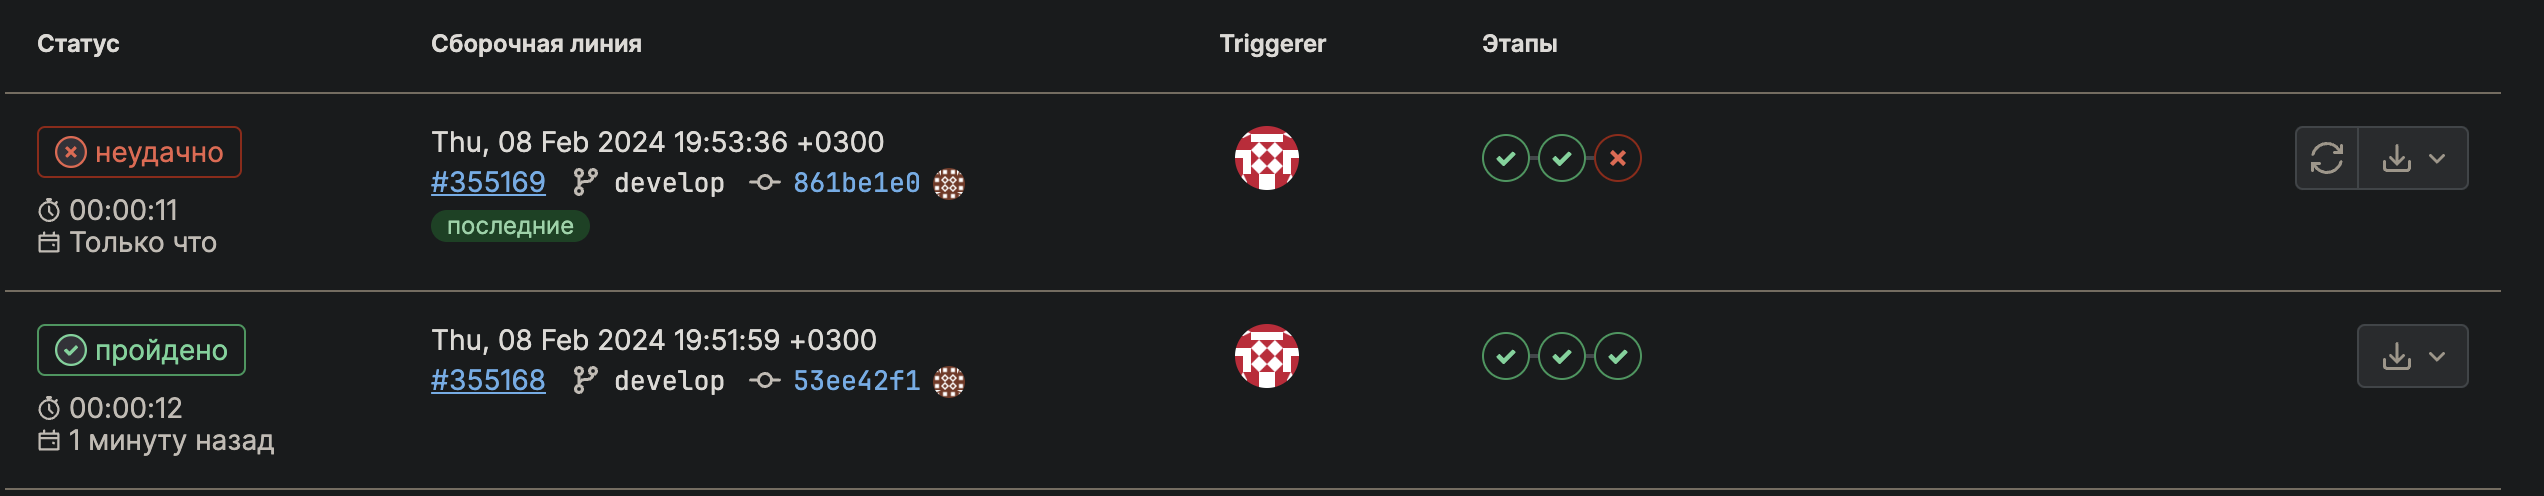 Статус Сборочная линия Triggerer Этапы
неудачно
00:00:11
Только что
Thu, 08 Feb 2024 19:53:36 +0300
#355169 develop 861be1e0
последние
пройдено
00:00:12
1 минуту назад
Thu, 08 Feb 2024 19:51:59 +0300
#355168 develop 53ee42f1